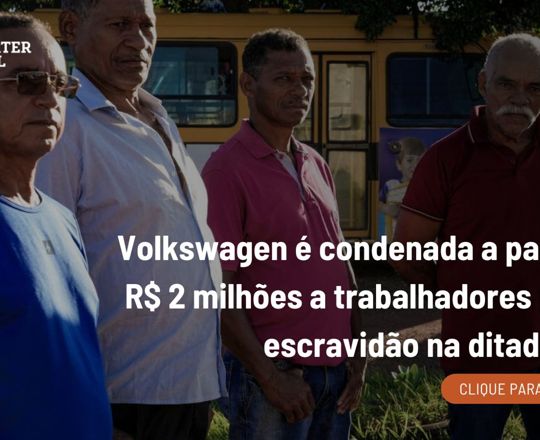 TER
L
Volkswagen é condenada a pa
R$ 2 milhões a trabalhadores
escravidão na ditad
CLIQUE PARA